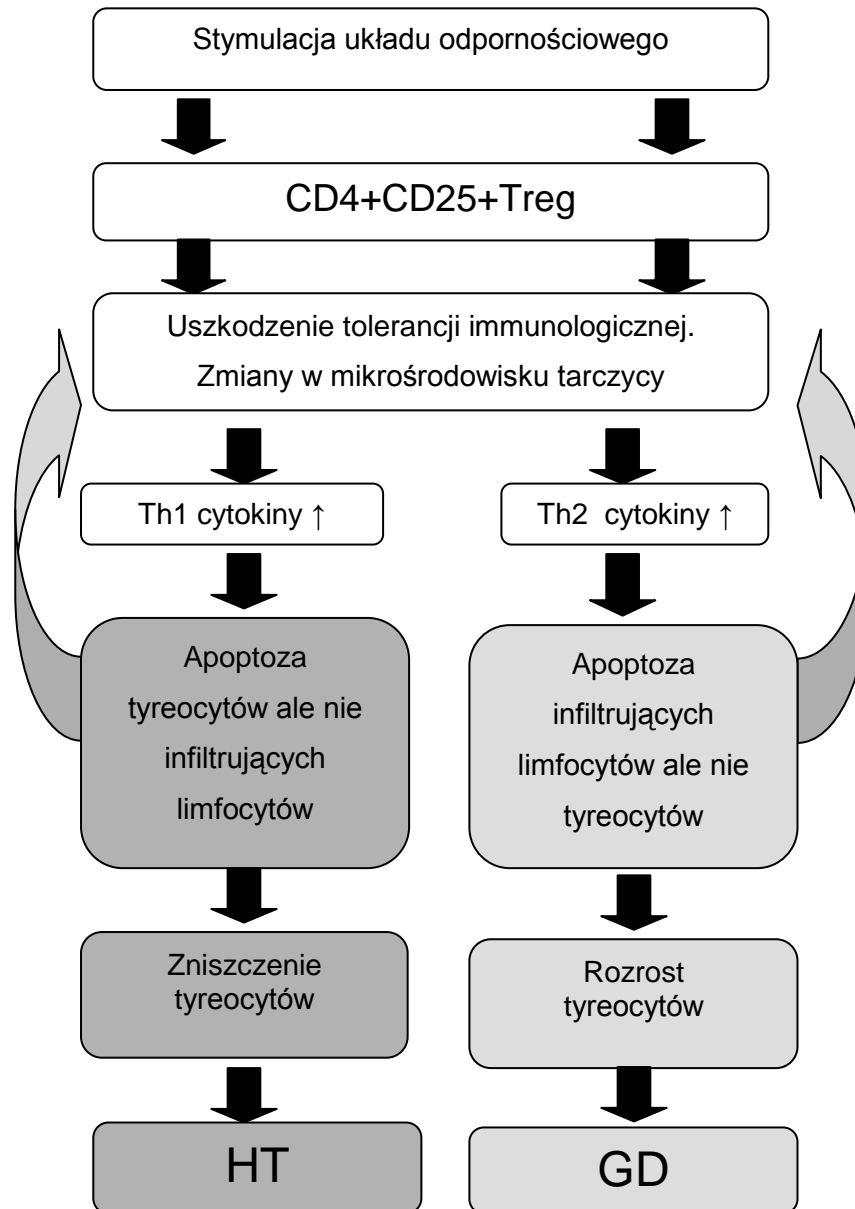 Stymulacja układu odpornościowego
CD4+CD25+Treg
Uszkodzenie tolerancji immunologicznej.
Zmiany w mikrośrodowisku tarczycy
Th1 cytokiny ↑
Th2 cytokiny ↑
Apoptoza
tyreocytów ale nie
infiltrujących
limfocytów
Apoptoza
infiltrujących
limfocytów ale nie
tyreocytów
Zniszczenie
tyreocytów
Rozrost
tyreocytów
HT
GD